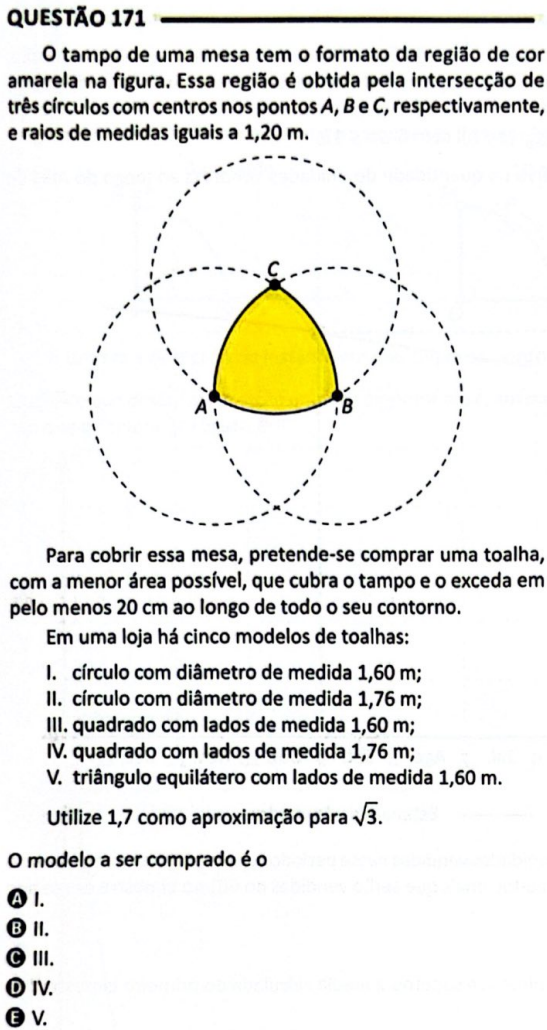 QUESTÃO 171
O tampo de uma mesa tem o formato da região de cor
amarela na figura. Essa região é obtida pela intersecção de
três círculos com centros nos pontos A, B e C, respectivamente,
e raios de medidas iguais a 1,20 m.
C
A
B
Para cobrir essa mesa, pretende-se comprar uma toalha,
com a menor área possível, que cubra o tampo e o exceda em
pelo menos 20 cm ao longo de todo o seu contorno.
Em uma loja há cinco modelos de toalhas:
I. círculo com diâmetro de medida 1,60 m;
II. círculo com diâmetro de medida 1,76 m;
III. quadrado com lados de medida 1,60 m;
IV. quadrado com lados de medida 1,76 m;
V. triângulo equilátero com lados de medida 1,60 m.
Utilize 1,7 como aproximação para √3.
O modelo a ser comprado é o
A I.
B II.
C III.
D IV.
E V.